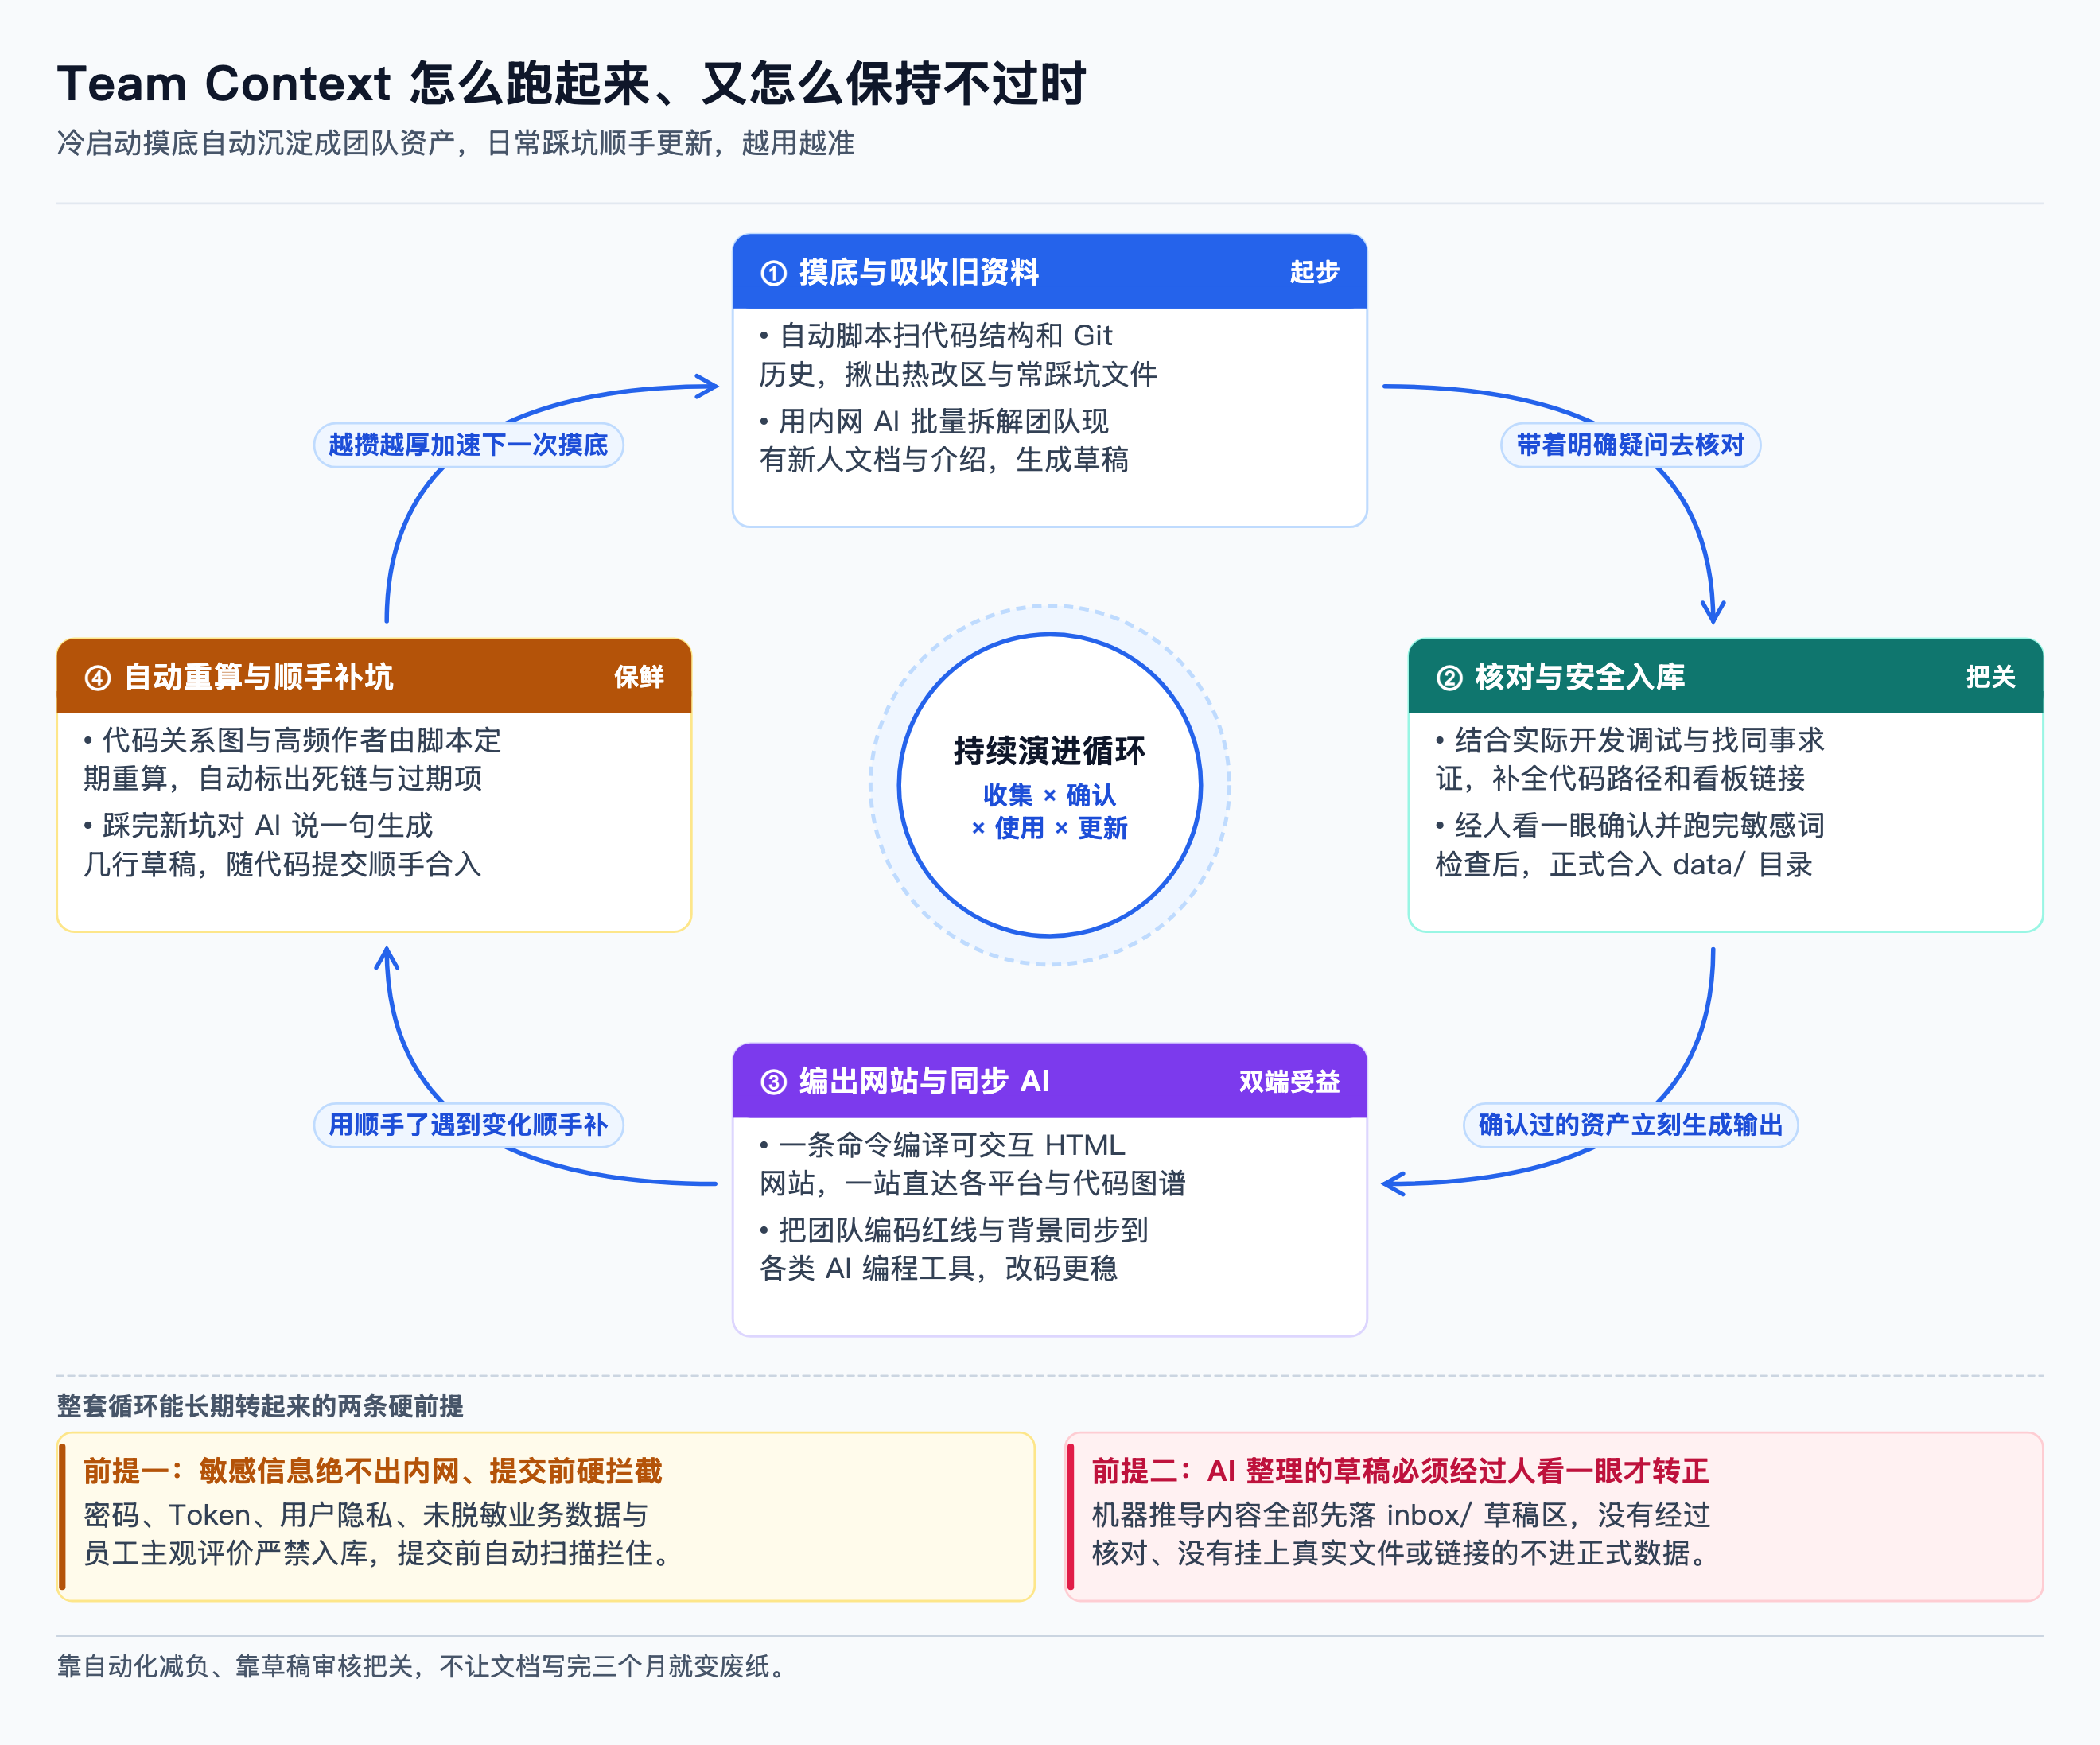 Team Context 怎么跑起来、又怎么保持不过时
冷启动摸底自动沉淀成团队资产，日常踩坑顺手更新，越用越准
① 摸底与吸收旧资料
起步
• 自动脚本扫代码结构和 Git
历史，揪出热改区与常踩坑文件
• 用内网 AI 批量拆解团队现
有新人文档与介绍，生成草稿
越攒越厚加速下一次摸底
带着明确疑问去核对
④ 自动重算与顺手补坑
保鲜
• 代码关系图与高频作者由脚本定
期重算，自动标出死链与过期项
• 踩完新坑对 AI 说一句生成
几行草稿，随代码提交顺手合入
持续演进循环
收集 × 确认
× 使用 × 更新
② 核对与安全入库
把关
• 结合实际开发调试与找同事求
证，补全代码路径和看板链接
• 经人看一眼确认并跑完敏感词
检查后，正式合入 data/ 目录
用顺手了遇到变化顺手补
确认过的资产立刻生成输出
③ 编出网站与同步 AI
双端受益
• 一条命令编译可交互 HTML
网站，一站直达各平台与代码图谱
• 把团队编码红线与背景同步到
各类 AI 编程工具，改码更稳
整套循环能长期转起来的两条硬前提
前提一：敏感信息绝不出内网、提交前硬拦截
密码、Token、用户隐私、未脱敏业务数据与
员工主观评价严禁入库，提交前自动扫描拦住。
前提二：AI 整理的草稿必须经过人看一眼才转正
机器推导内容全部先落 inbox/ 草稿区，没有经过
核对、没有挂上真实文件或链接的不进正式数据。
靠自动化减负、靠草稿审核把关，不让文档写完三个月就变废纸。